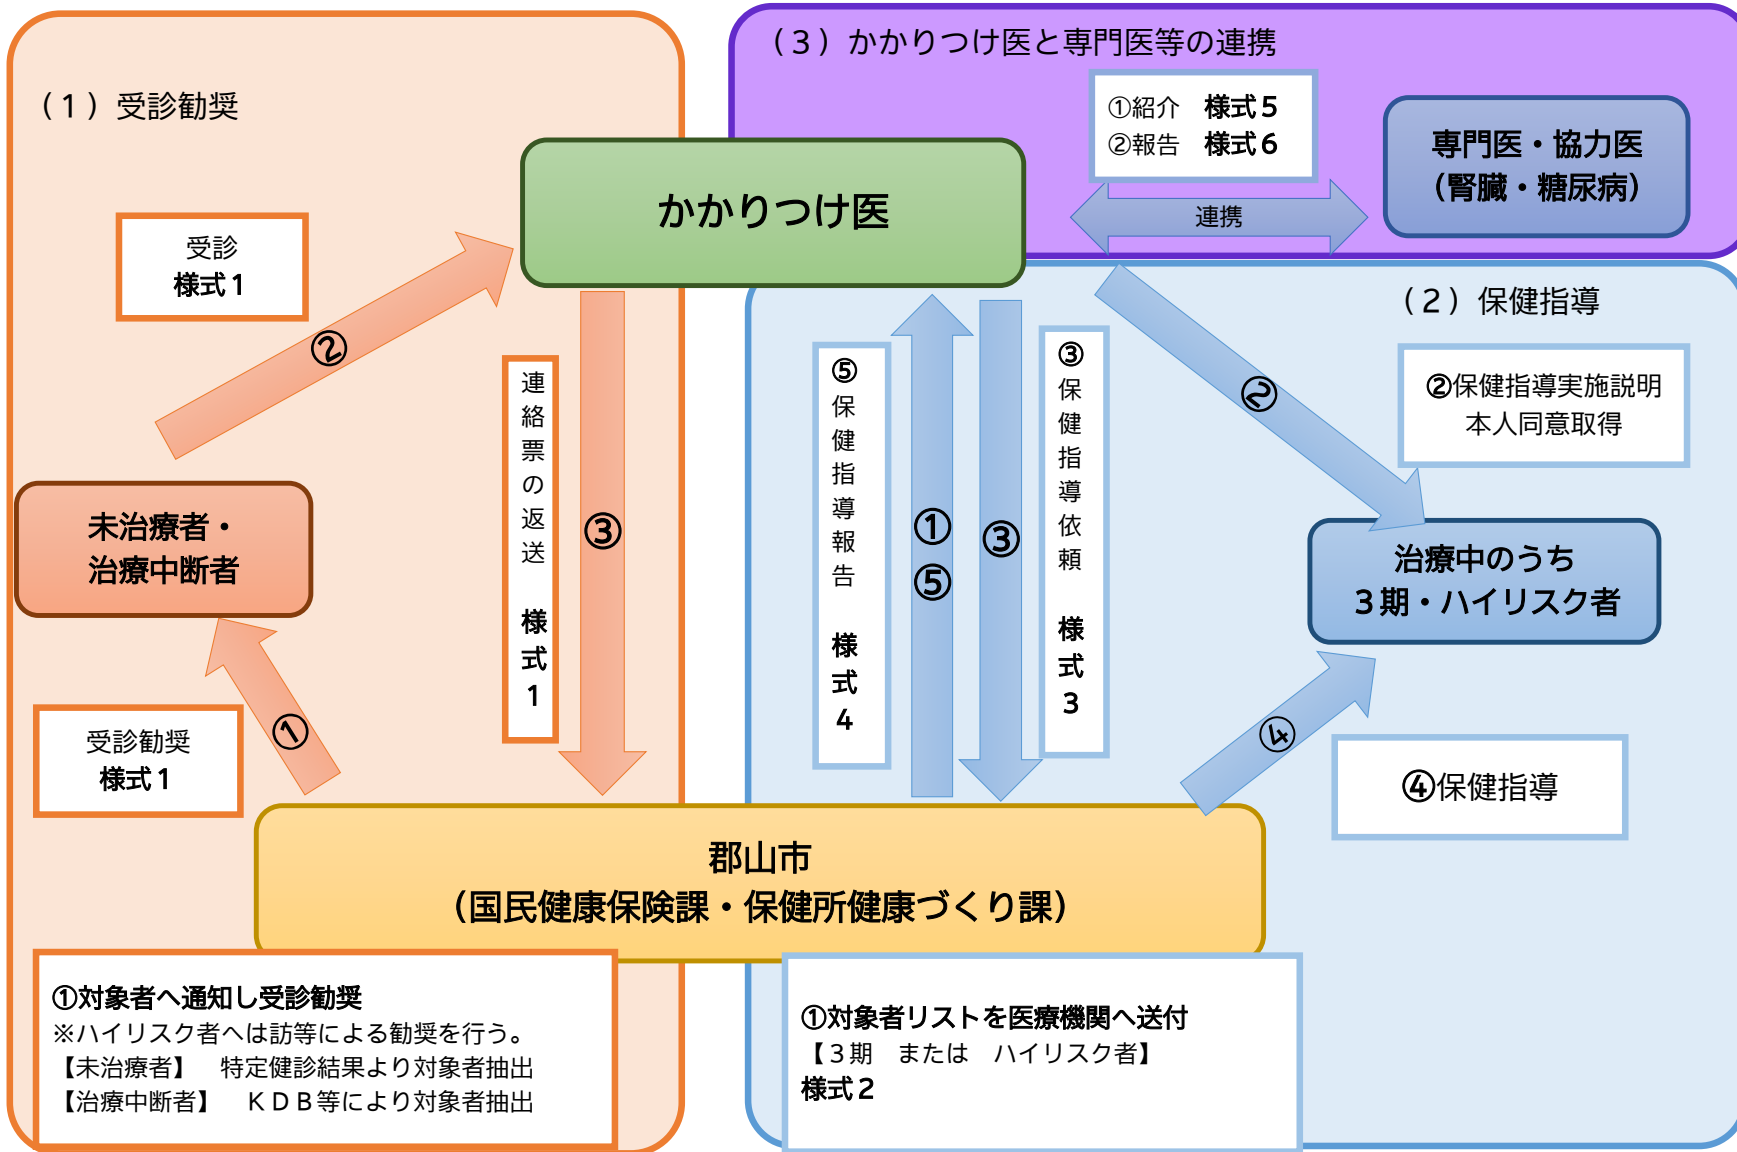 （１）受診勧奨
受診
様式１
②
連絡票の返送　様式１
③
未治療者・
治療中断者
①
受診勧奨
様式１
かかりつけ医
（３）かかりつけ医と専門医等の連携
①紹介　様式５
②報告　様式６
連携
専門医・協力医
（腎臓・糖尿病）
（２）保健指導
⑤保健指導報告　様式４
①
⑤
③
③保健指導依頼　様式３
②
②保健指導実施説明
本人同意取得
治療中のうち
３期・ハイリスク者
④
④保健指導
郡山市
（国民健康保険課・保健所健康づくり課）
①対象者へ通知し受診勧奨
※ハイリスク者へは訪等による勧奨を行う。
【未治療者】　特定健診結果より対象者抽出
【治療中断者】　ＫＤＢ等により対象者抽出
①対象者リストを医療機関へ送付
【３期　または　ハイリスク者】
様式２